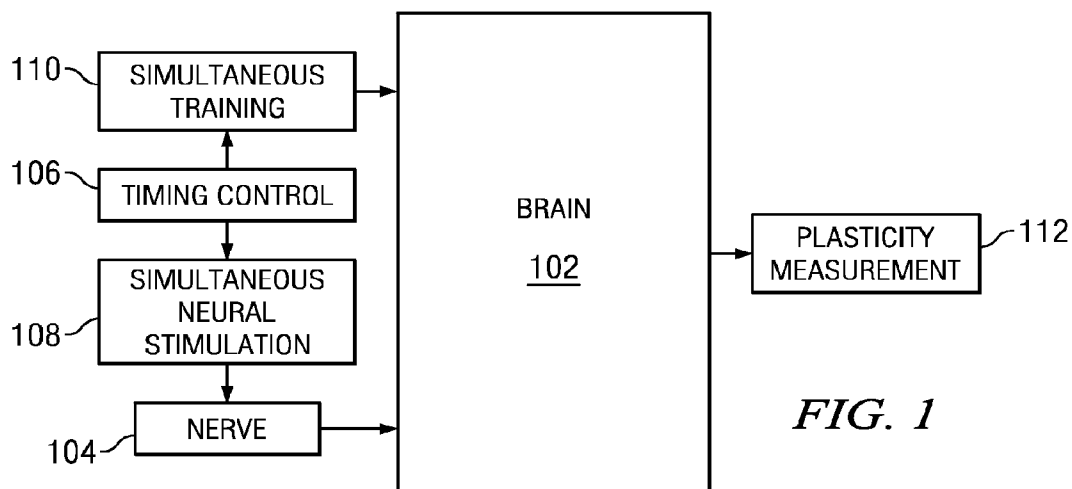 110
SIMULTANEOUS
TRAINING
106
TIMING CONTROL
BRAIN
102
PLASTICITY
MEASUREMENT
112
108
SIMULTANEOUS
NEURAL
STIMULATION
104
NERVE
FIG. 1